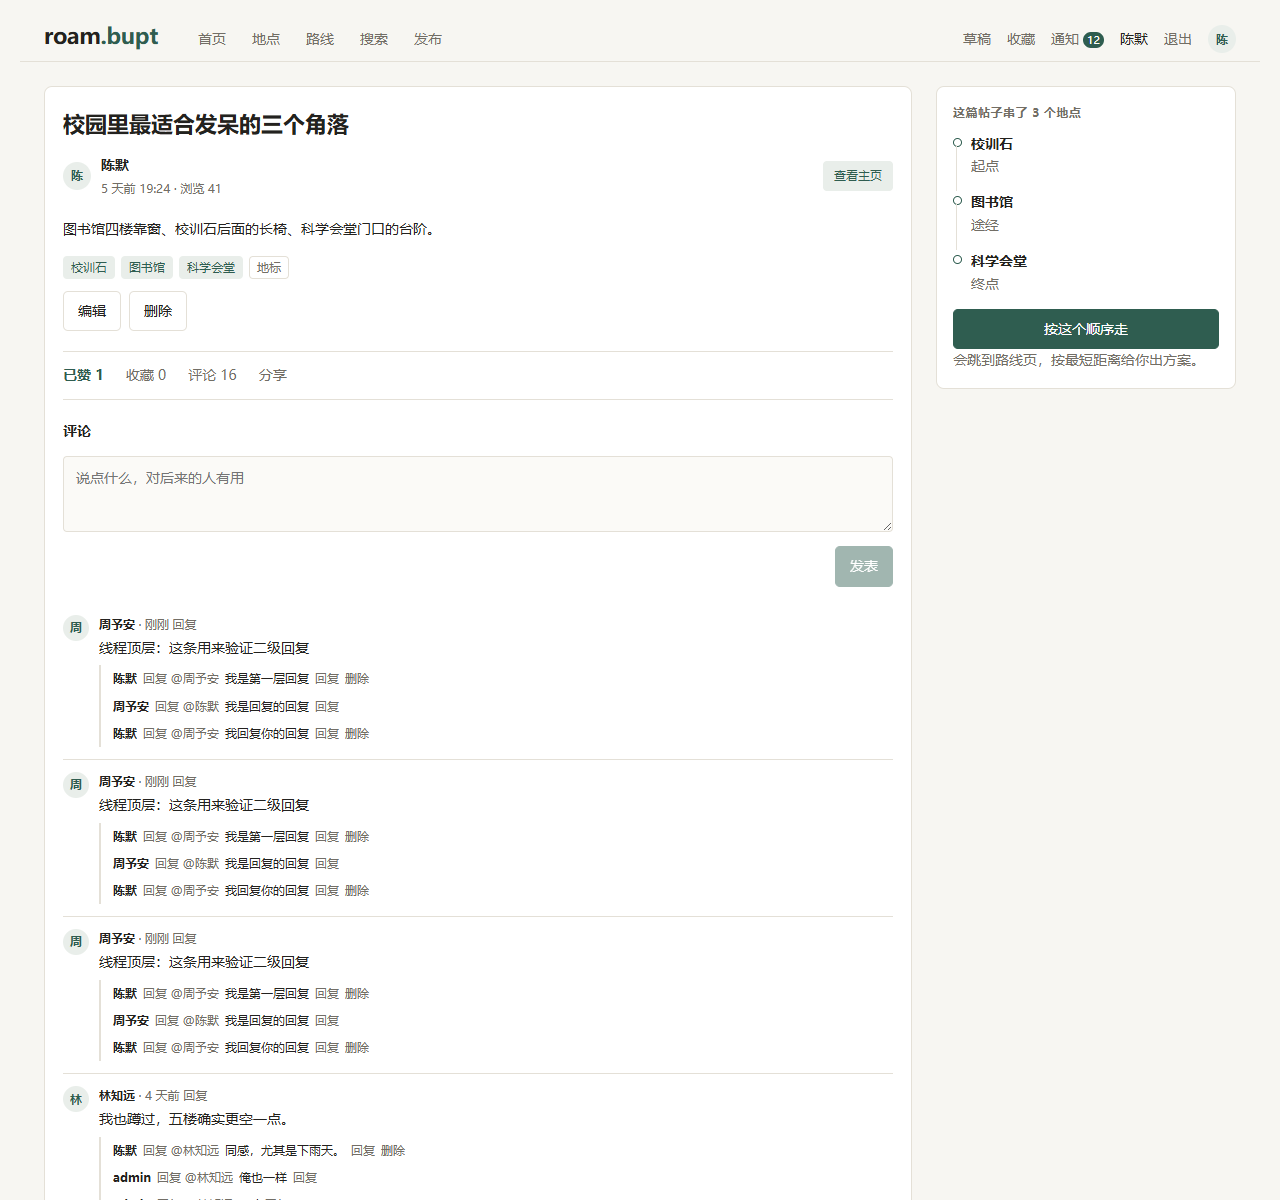 roam.bupt 首页 地点 路线 搜索 发布 草稿 收藏 通知 12 陈默 退出 陈
校园里最适合发呆的三个角落
陈 陈默
5 天前 19:24 · 浏览 41
查看主页
图书馆四楼靠窗、校训石后面的长椅、科学会堂门口的台阶。
校训石 图书馆 科学会堂 地标
编辑 删除
已赞 1 收藏 0 评论 16 分享
评论
说点什么，对后来的人有用
发表
周 周予安 · 刚刚 回复
线程顶层：这条用来验证二级回复
陈默 回复 @周予安 我是第一层回复 回复 删除
周予安 回复 @陈默 我是回复的回复 回复
陈默 回复 @周予安 我回复你的回复 回复 删除
周 周予安 · 刚刚 回复
线程顶层：这条用来验证二级回复
陈默 回复 @周予安 我是第一层回复 回复 删除
周予安 回复 @陈默 我是回复的回复 回复
陈默 回复 @周予安 我回复你的回复 回复 删除
周 周予安 · 刚刚 回复
线程顶层：这条用来验证二级回复
陈默 回复 @周予安 我是第一层回复 回复 删除
周予安 回复 @陈默 我是回复的回复 回复
陈默 回复 @周予安 我回复你的回复 回复 删除
林 林知远 · 4 天前 回复
我也蹲过，五楼确实更空一点。
陈默 回复 @林知远 同感，尤其是下雨天。 回复 删除
admin 回复 @林知远 俺也一样 回复
这篇帖子串了 3 个地点
校训石
起点
图书馆
途经
科学会堂
终点
按这个顺序走
会跳到路线页，按最短距离给你出方案。